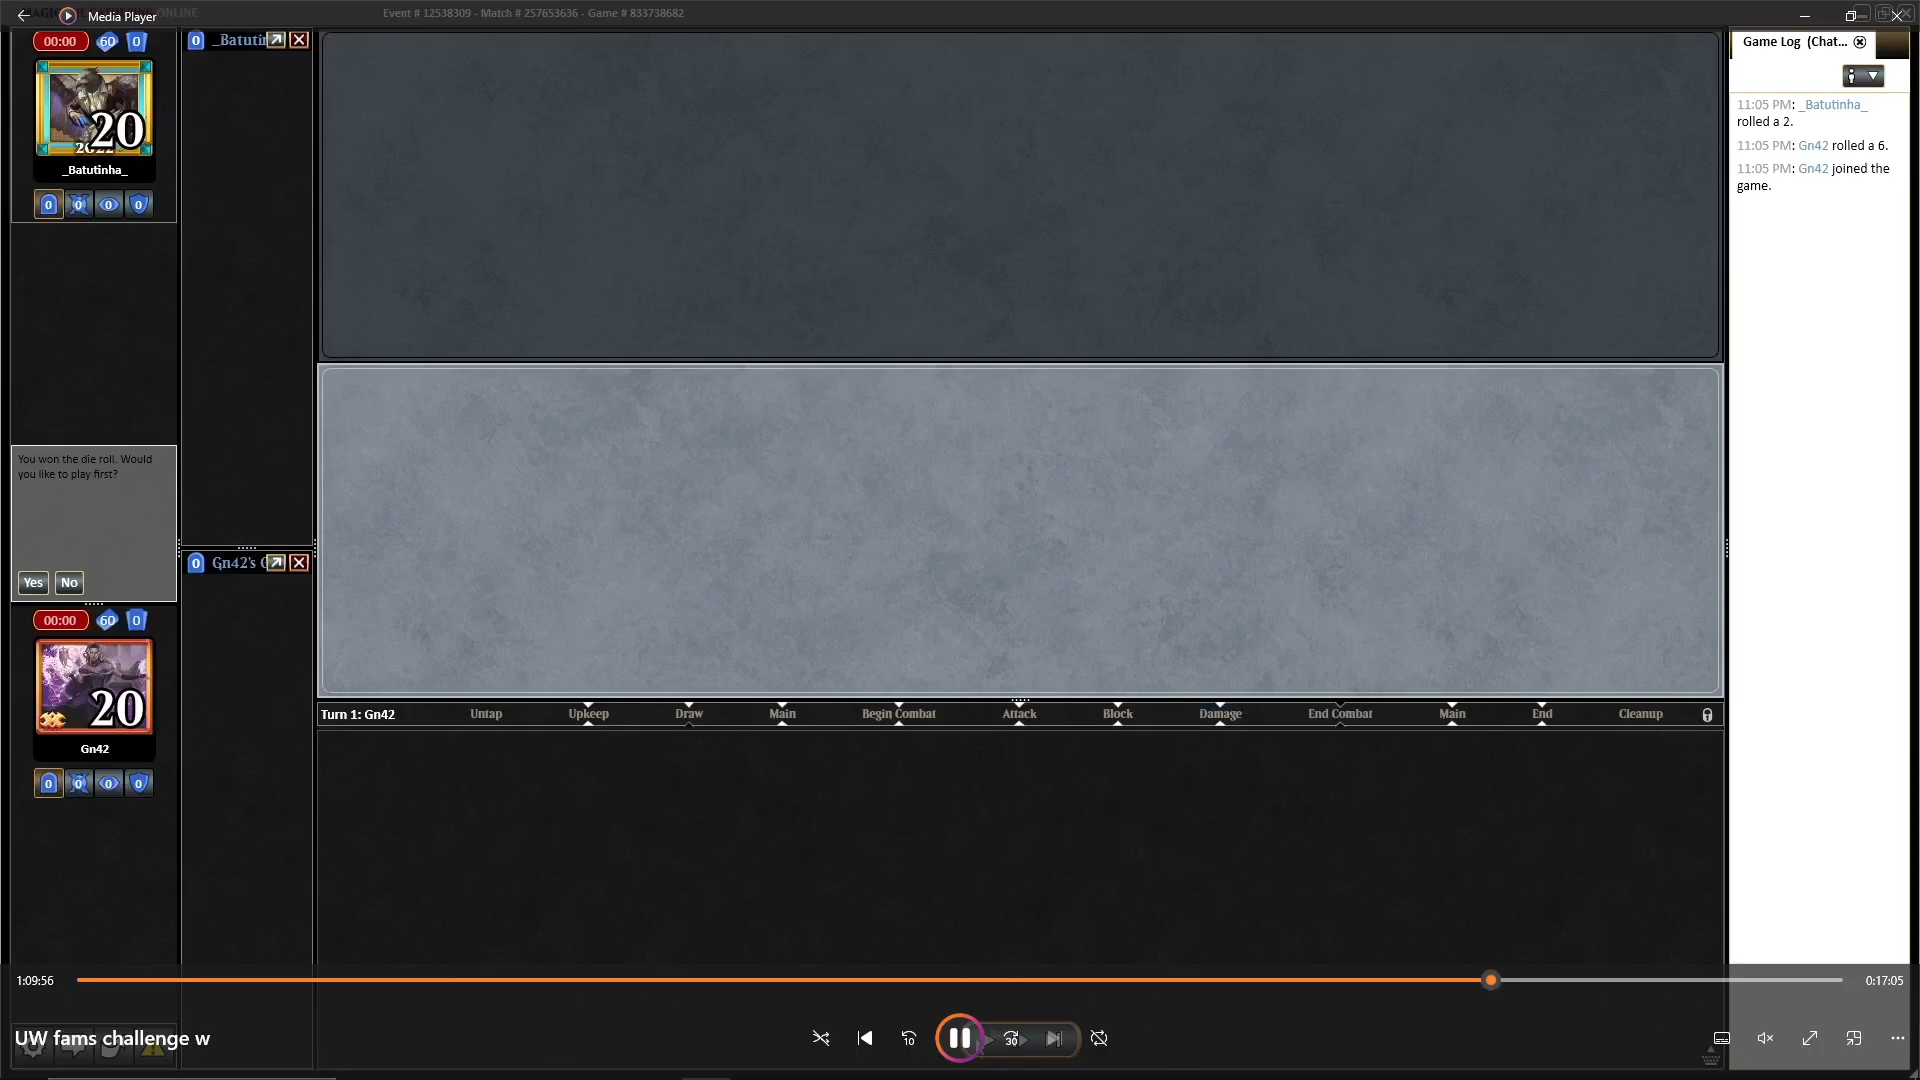 Media Player
Event # 12538309 - Match # 257653636 - Game # 833738682
00:00 60 0
20
_Batutinha_
0 0 0 0
0 _Batutin
You won the die roll. Would
you like to play first?
Yes No
0 Gn42's
00:00 60 0
20
Gn42
0 0 0 0
Turn 1: Gn42 Untap Upkeep Draw Main Begin Combat Attack Block Damage End Combat Main End Cleanup
Game Log (Chat...
11:05 PM: _Batutinha_
rolled a 2.
11:05 PM: Gn42 rolled a 6.
11:05 PM: Gn42 joined the
game.
1:09:56
0:17:05
UW fams challenge w
10
30